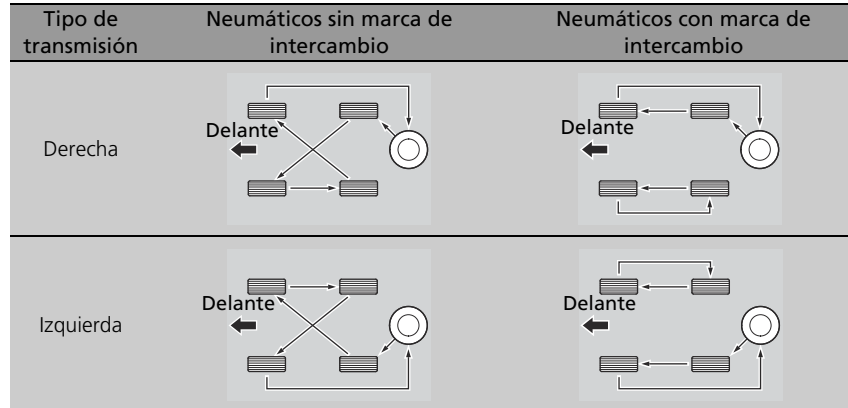 Tipo de
transmisión
Neumáticos sin marca de
intercambio
Neumáticos con marca de
intercambio
Derecha
Delante
Delante
Izquierda
Delante
Delante